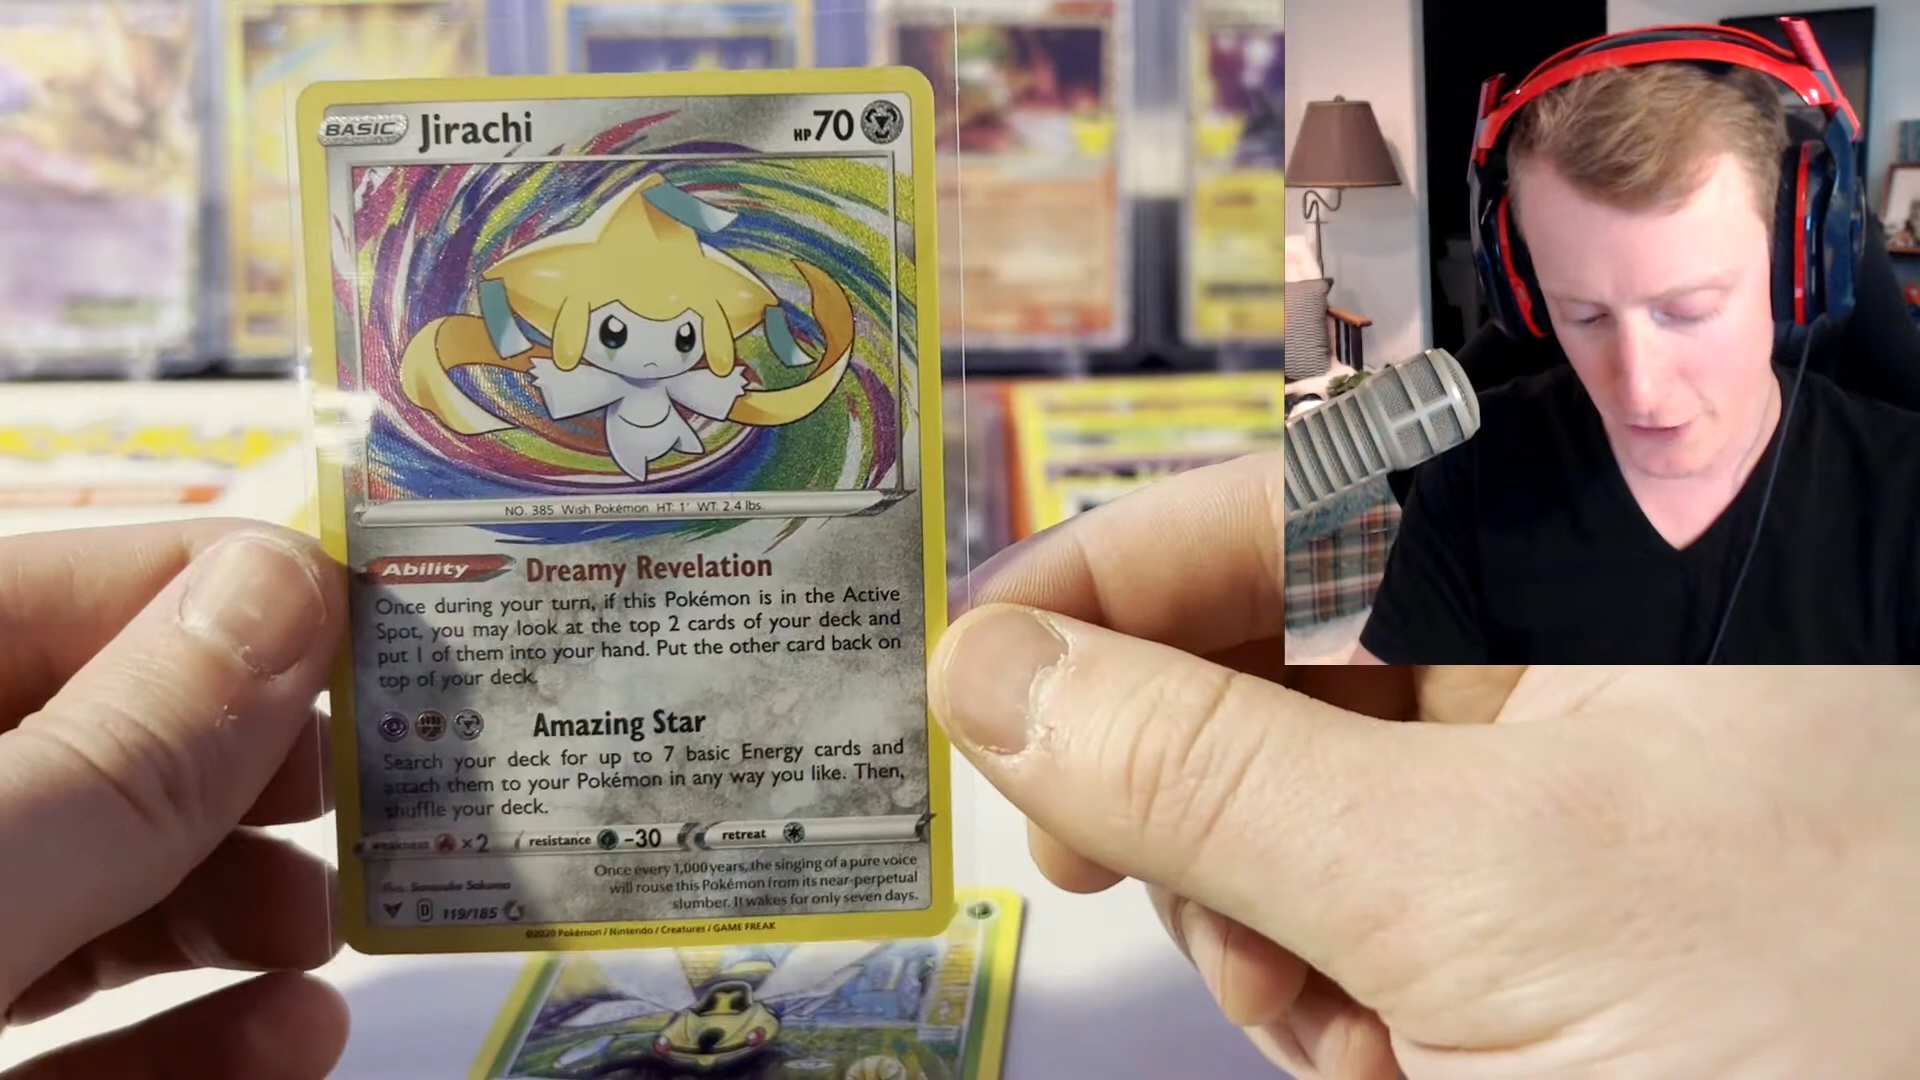 BASIC Jirachi HP 70
NO. 385 Wish Pokémon HT: 1' WT: 2.4 lbs.
Ability Dreamy Revelation
Once during your turn, if this Pokémon is in the Active
Spot, you may look at the top 2 cards of your deck and
put 1 of them into your hand. Put the other card back on
top of your deck.
Amazing Star
Search your deck for up to 7 basic Energy cards and
attach them to your Pokémon in any way you like. Then,
shuffle your deck.
weakness ×2 resistance -30 retreat
Once every 1,000 years, the singing of a pure voice
will rouse this Pokémon from its near-perpetual
slumber. It wakes for only seven days.
Illus. Sanosuke Sakuma
D 119/185
©2020 Pokémon / Nintendo / Creatures / GAME FREAK